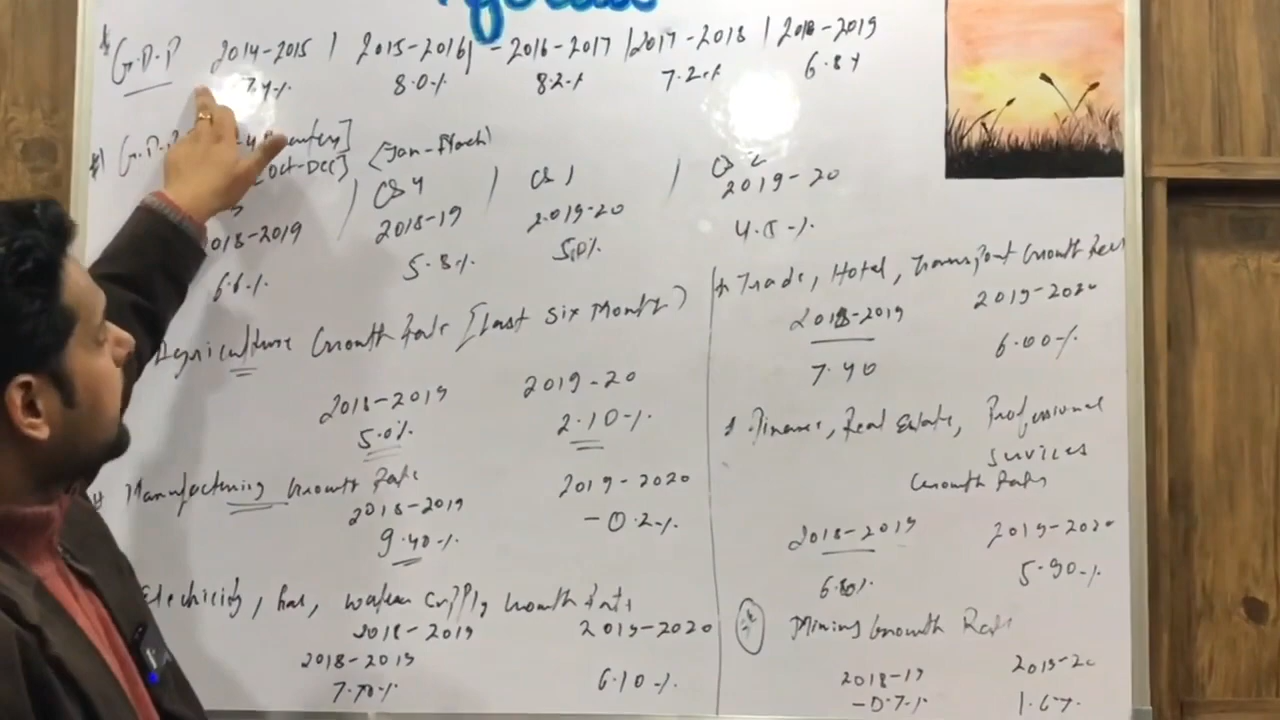 G.D.P 2014-2015 | 2015-2016 | - 2016-2017 | 2017-2018 | 2018-2019
7.4% 8.0% 8.2% 7.2% 6.8%
G.D.P
[Oct-Dec] [Jan-March)
Q4 | Q1 | Q2
018-2019 | 2018-19 2019-20 2019-20
6.6% 5.8% 5.0% 4.5%
Agriculture Growth Rate [Last Six Month)
2018-2019 2019-20
5.0% 2.10%
Manufacturing Growth Rate
2018-2019 2019-2020
9.40% -0.2%
Electricity, Gas, water supply Growth Rate
2018-2019 2019-2020
2018-2019
7.70% 6.10%
* Trade, Hotel, Transport Growth Rate
2018-2019 2019-2020
7.40 6.00%
Finance, Real Estate, Professional
Services
Growth Rate
2018-2019 2019-2020
6.80% 5.90%
Mining Growth Rate
2018-19 2019-20
-0.7% 1.6%